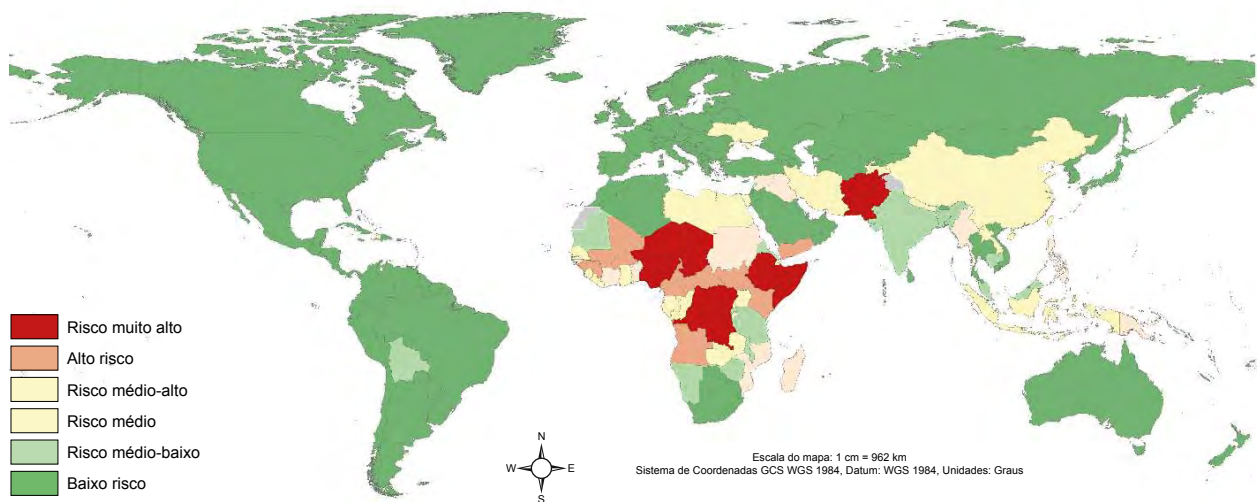 Risco muito alto
Alto risco
Risco médio-alto
Risco médio
Risco médio-baixo
Baixo risco
N
W E
S
Escala do mapa: 1 cm = 962 km
Sistema de Coordenadas GCS WGS 1984, Datum: WGS 1984, Unidades: Graus